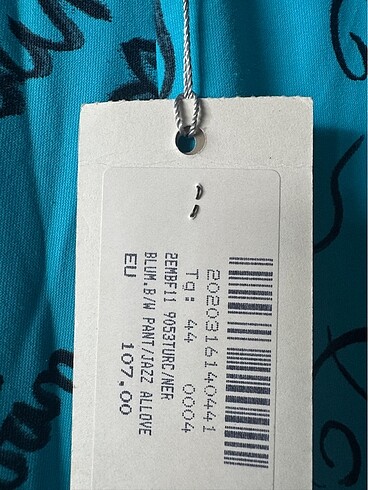 2020316140441
Tg: 44 0004
2EMBF11 9053TURC/NER
BLUM.B/W PANT/JAZZ ALLOVE
EU 107,00